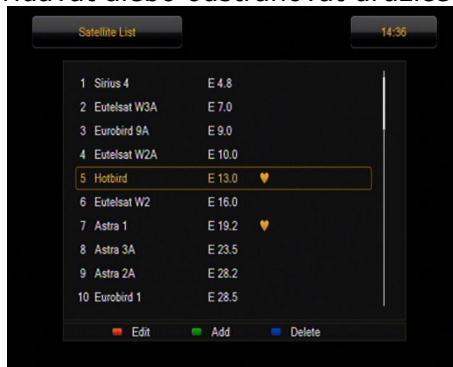 Satellite List 14:36
1 Sirius 4 E 4.8
2 Eutelsat W3A E 7.0
3 Eurobird 9A E 9.0
4 Eutelsat W2A E 10.0
5 Hotbird E 13.0 ♥
6 Eutelsat W2 E 16.0
7 Astra 1 E 19.2 ♥
8 Astra 3A E 23.5
9 Astra 2A E 28.2
10 Eurobird 1 E 28.5
Edit Add Delete